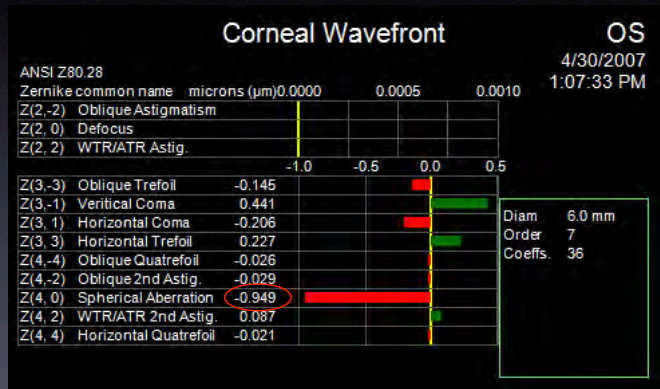 Corneal Wavefront OS
4/30/2007
1:07:33 PM
ANSI Z80.28
Zernike common name microns (µm) 0.0000 0.0005 0.0010
Z(2,-2) Oblique Astigmatism
Z(2, 0) Defocus
Z(2, 2) WTR/ATR Astig.
-1.0 -0.5 0.0 0.5
Z(3,-3) Oblique Trefoil -0.145
Z(3,-1) Veritical Coma 0.441
Z(3, 1) Horizontal Coma -0.206
Z(3, 3) Horizontal Trefoil 0.227
Z(4,-4) Oblique Quatrefoil -0.026
Z(4,-2) Oblique 2nd Astig. -0.029
Z(4, 0) Spherical Aberration -0.949
Z(4, 2) WTR/ATR 2nd Astig. 0.087
Z(4, 4) Horizontal Quatrefoil -0.021
Diam 6.0 mm
Order 7
Coeffs. 36